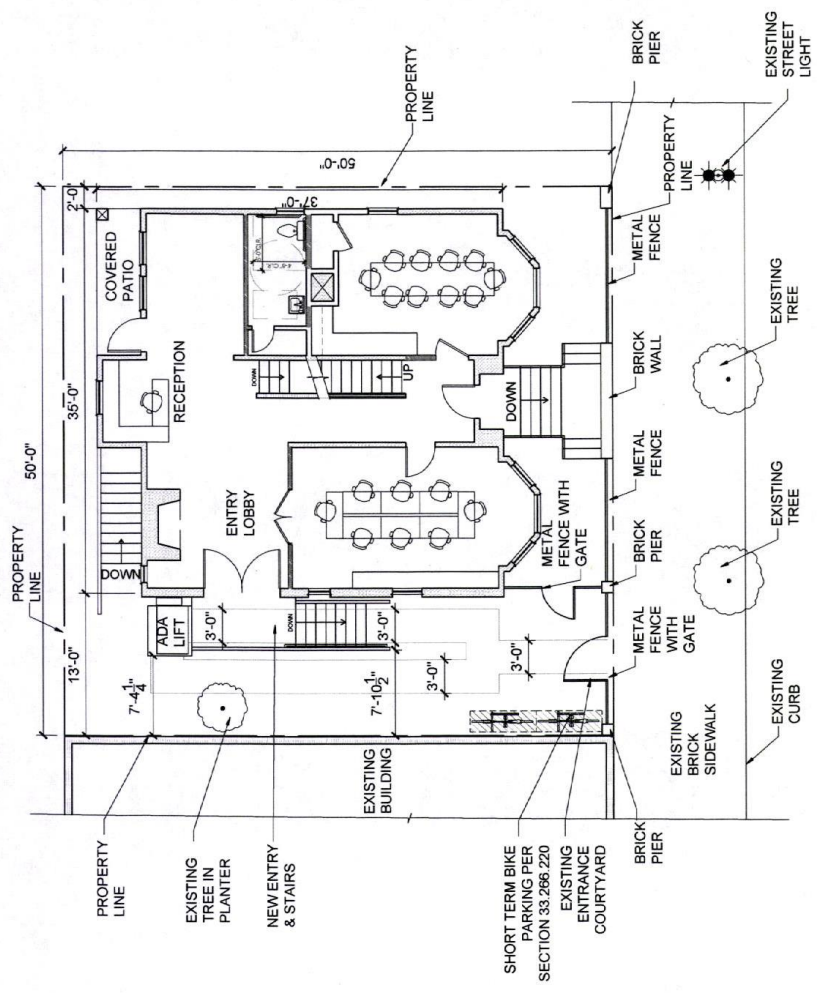 PROPERTY
LINE
50'-0"
13'-0"
35'-0"
2'-0"
50'-0"
37'-0"
PROPERTY
LINE
COVERED
PATIO
RECEPTION
DOWN
UP
DOWN
ENTRY
LOBBY
DOWN
ADA
LIFT
3'-0"
DOWN
3'-0"
7'-4 1/4"
7'-10 1/2"
3'-0"
3'-0"
METAL
FENCE WITH
GATE
PROPERTY
LINE
EXISTING
TREE IN
PLANTER
NEW ENTRY
& STAIRS
EXISTING
BUILDING
SHORT TERM BIKE
PARKING PER
SECTION 33.266.220
EXISTING
ENTRANCE
COURTYARD
BRICK
PIER
EXISTING
BRICK
SIDEWALK
METAL
FENCE WITH
GATE
BRICK
PIER
METAL
FENCE
BRICK
WALL
METAL
FENCE
PROPERTY
LINE
BRICK
PIER
EXISTING
CURB
EXISTING
TREE
EXISTING
TREE
EXISTING
STREET
LIGHT